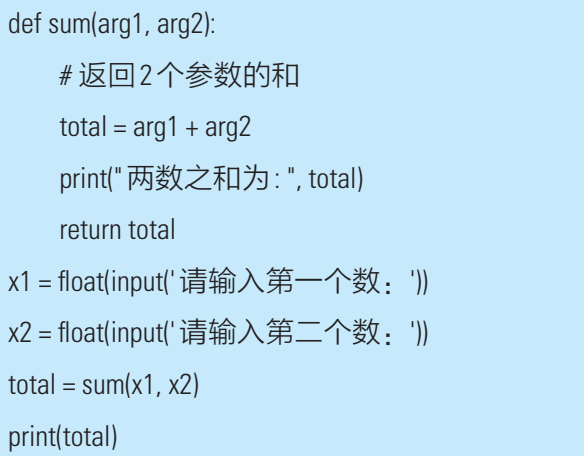 def sum(arg1, arg2):
    # 返回2个参数的和
    total = arg1 + arg2
    print("两数之和为: ", total)
    return total
x1 = float(input('请输入第一个数：'))
x2 = float(input('请输入第二个数：'))
total = sum(x1, x2)
print(total)